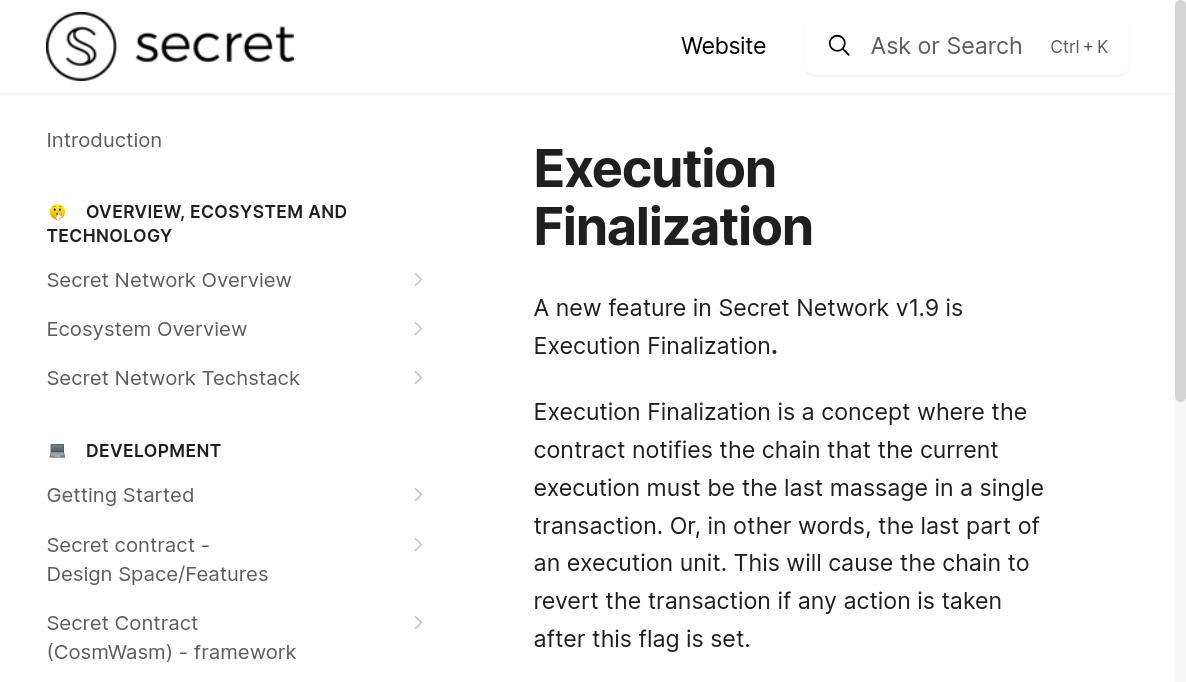 secret
Website
Ask or Search
Ctrl + K
Introduction
OVERVIEW, ECOSYSTEM AND
TECHNOLOGY
Secret Network Overview
Ecosystem Overview
Secret Network Techstack
DEVELOPMENT
Getting Started
Secret contract -
Design Space/Features
Secret Contract
(CosmWasm) - framework
Execution
Finalization
A new feature in Secret Network v1.9 is
Execution Finalization.
Execution Finalization is a concept where the
contract notifies the chain that the current
execution must be the last massage in a single
transaction. Or, in other words, the last part of
an execution unit. This will cause the chain to
revert the transaction if any action is taken
after this flag is set.